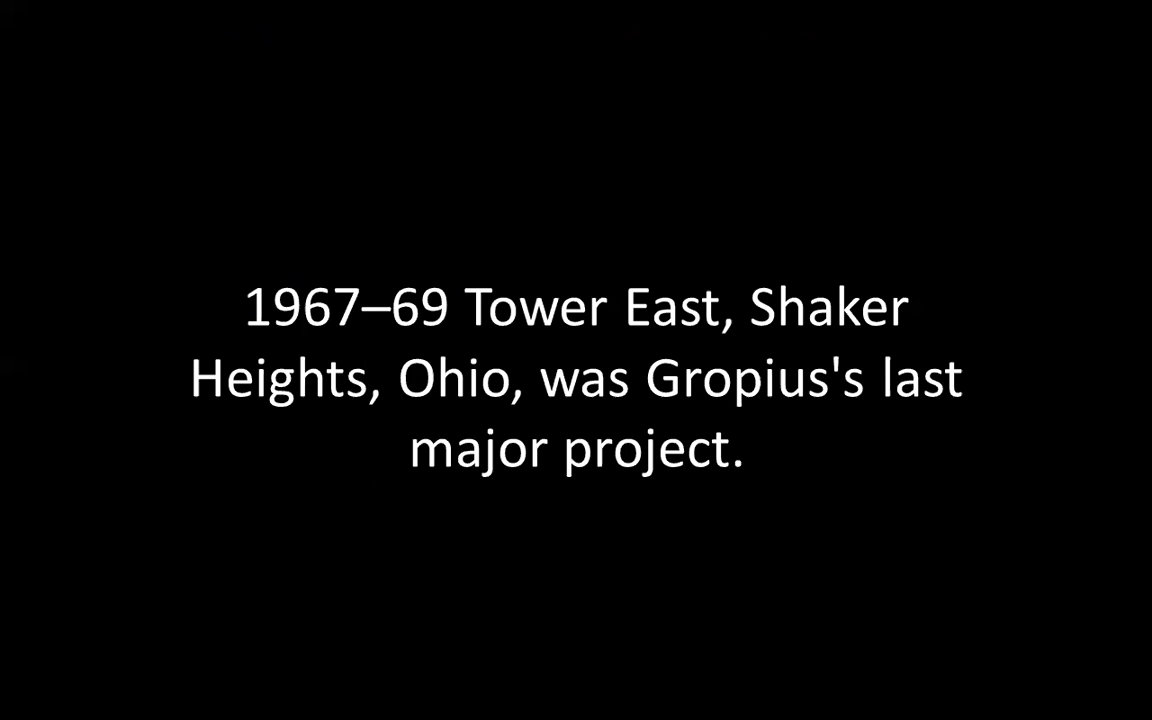 1967–69 Tower East, Shaker
Heights, Ohio, was Gropius's last
major project.